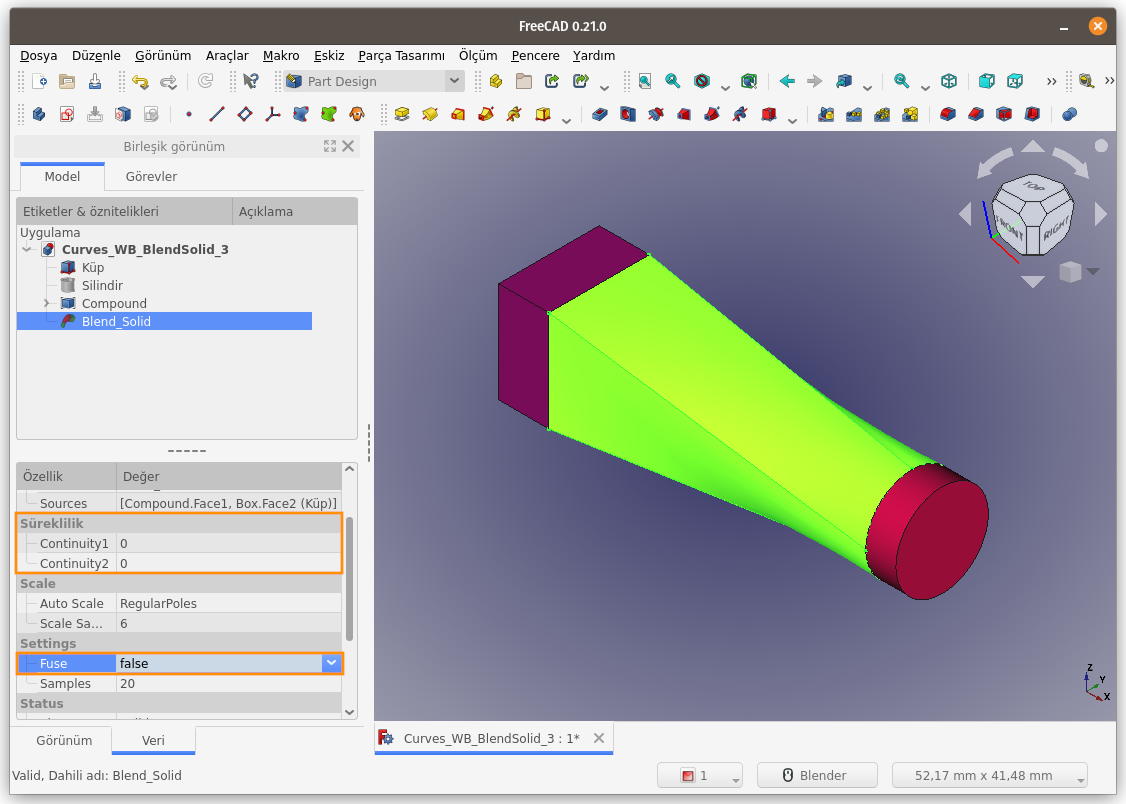 FreeCAD 0.21.0
Dosya Düzenle Görünüm Araçlar Makro Eskiz Parça Tasarımı Ölçüm Pencere Yardım
Part Design
Birleşik görünüm
Model Görevler
Etiketler & öznitelikleri Açıklama
Uygulama
Curves_WB_BlendSolid_3
Küp
Silindir
Compound
Blend_Solid
Özellik Değer
Sources [Compound.Face1, Box.Face2 (Küp)]
Süreklilik
Continuity1 0
Continuity2 0
Scale
Auto Scale RegularPoles
Scale Sa... 6
Settings
Fuse false
Samples 20
Status
Görünüm Veri
TOP
FRONT
RIGHT
Z
Y
X
Curves_WB_BlendSolid_3 : 1*
Valid, Dahili adı: Blend_Solid
1
Blender
52,17 mm x 41,48 mm